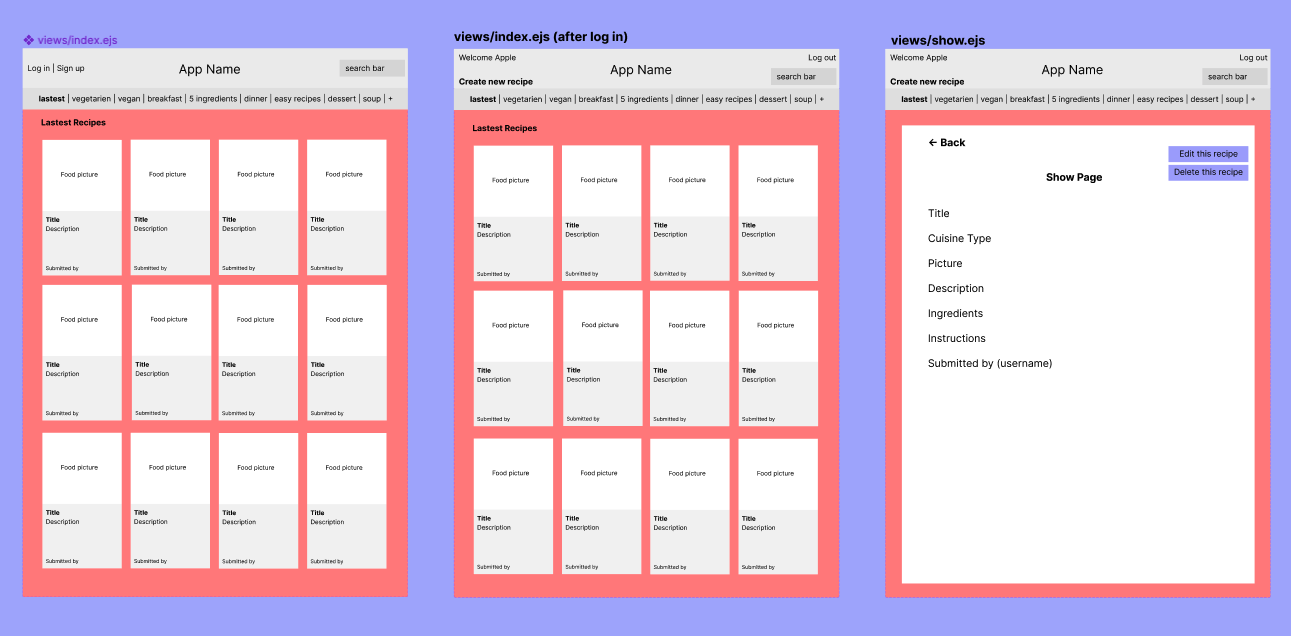 ❖ views/index.ejs
Log in | Sign up
App Name
search bar
lastest | vegetarien | vegan | breakfast | 5 ingredients | dinner | easy recipes | dessert | soup | +
Lastest Recipes
Food picture Food picture Food picture Food picture
Title Title Title Title
Description Description Description Description
Submitted by Submitted by Submitted by Submitted by
Food picture Food picture Food picture Food picture
Title Title Title Title
Description Description Description Description
Submitted by Submitted by Submitted by Submitted by
Food picture Food picture Food picture Food picture
Title Title Title Title
Description Description Description Description
Submitted by Submitted by Submitted by Submitted by
views/index.ejs (after log in)
Welcome Apple
Log out
App Name
search bar
Create new recipe
lastest | vegetarien | vegan | breakfast | 5 ingredients | dinner | easy recipes | dessert | soup | +
Lastest Recipes
Food picture Food picture Food picture Food picture
Title Title Title Title
Description Description Description Description
Submitted by Submitted by Submitted by Submitted by
Food picture Food picture Food picture Food picture
Title Title Title Title
Description Description Description Description
Submitted by Submitted by Submitted by Submitted by
Food picture Food picture Food picture Food picture
Title Title Title Title
Description Description Description Description
Submitted by Submitted by Submitted by Submitted by
views/show.ejs
Welcome Apple
Log out
App Name
search bar
Create new recipe
lastest | vegetarien | vegan | breakfast | 5 ingredients | dinner | easy recipes | dessert | soup | +
← Back
Edit this recipe
Delete this recipe
Show Page
Title
Cuisine Type
Picture
Description
Ingredients
Instructions
Submitted by (username)